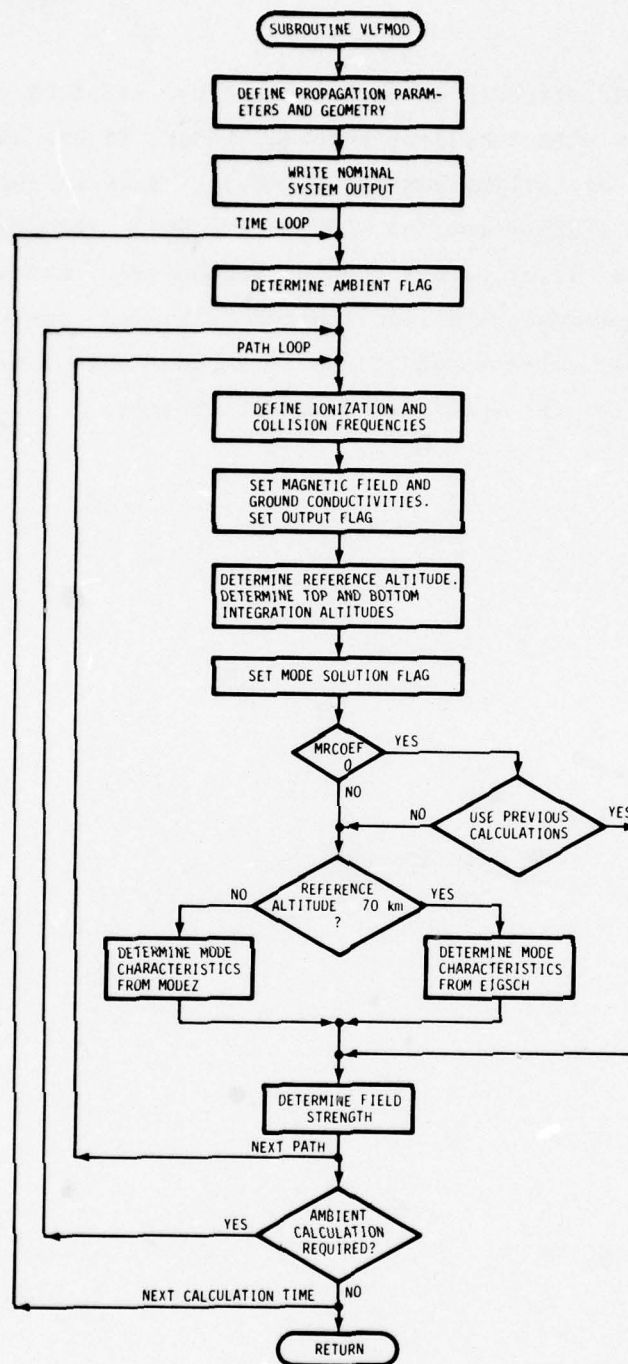 SUBROUTINE VLFMOD
DEFINE PROPAGATION PARAM-
ETERS AND GEOMETRY
WRITE NOMINAL
SYSTEM OUTPUT
TIME LOOP
DETERMINE AMBIENT FLAG
PATH LOOP
DEFINE IONIZATION AND
COLLISION FREQUENCIES
SET MAGNETIC FIELD AND
GROUND CONDUCTIVITIES.
SET OUTPUT FLAG
DETERMINE REFERENCE ALTITUDE.
DETERMINE TOP AND BOTTOM
INTEGRATION ALTITUDES
SET MODE SOLUTION FLAG
MRCOEF
0
YES
NO
USE PREVIOUS
CALCULATIONS
NO
YES
REFERENCE
ALTITUDE 70 km
?
NO
YES
DETERMINE MODE
CHARACTERISTICS
FROM MODEZ
DETERMINE MODE
CHARACTERISTICS
FROM EIGSCH
DETERMINE FIELD
STRENGTH
NEXT PATH
AMBIENT
CALCULATION
REQUIRED?
YES
NO
NEXT CALCULATION TIME
RETURN